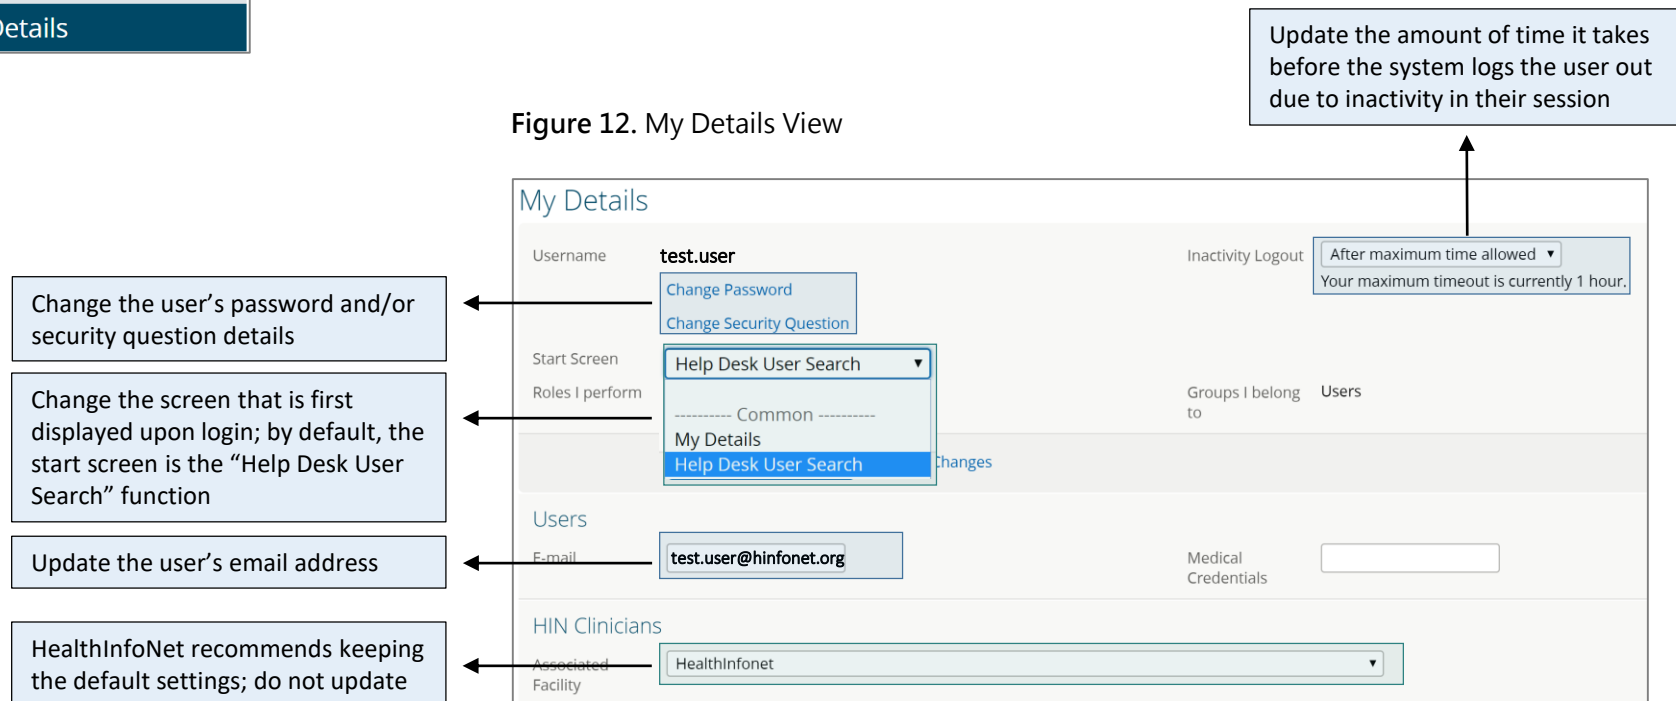 Details
Update the amount of time it takes
before the system logs the user out
due to inactivity in their session
Figure 12. My Details View
My Details
Username test.user
Change Password
Change Security Question
Inactivity Logout After maximum time allowed
Your maximum timeout is currently 1 hour.
Change the user’s password and/or
security question details
Start Screen Help Desk User Search
Roles I perform
Groups I belong to Users
---------- Common ----------
My Details
Help Desk User Search
Changes
Change the screen that is first
displayed upon login; by default, the
start screen is the “Help Desk User
Search” function
Users
Update the user’s email address
E-mail test.user@hinfonet.org
Medical
Credentials
HIN Clinicians
HealthInfoNet recommends keeping
the default settings; do not update
Associated
Facility
HealthInfonet